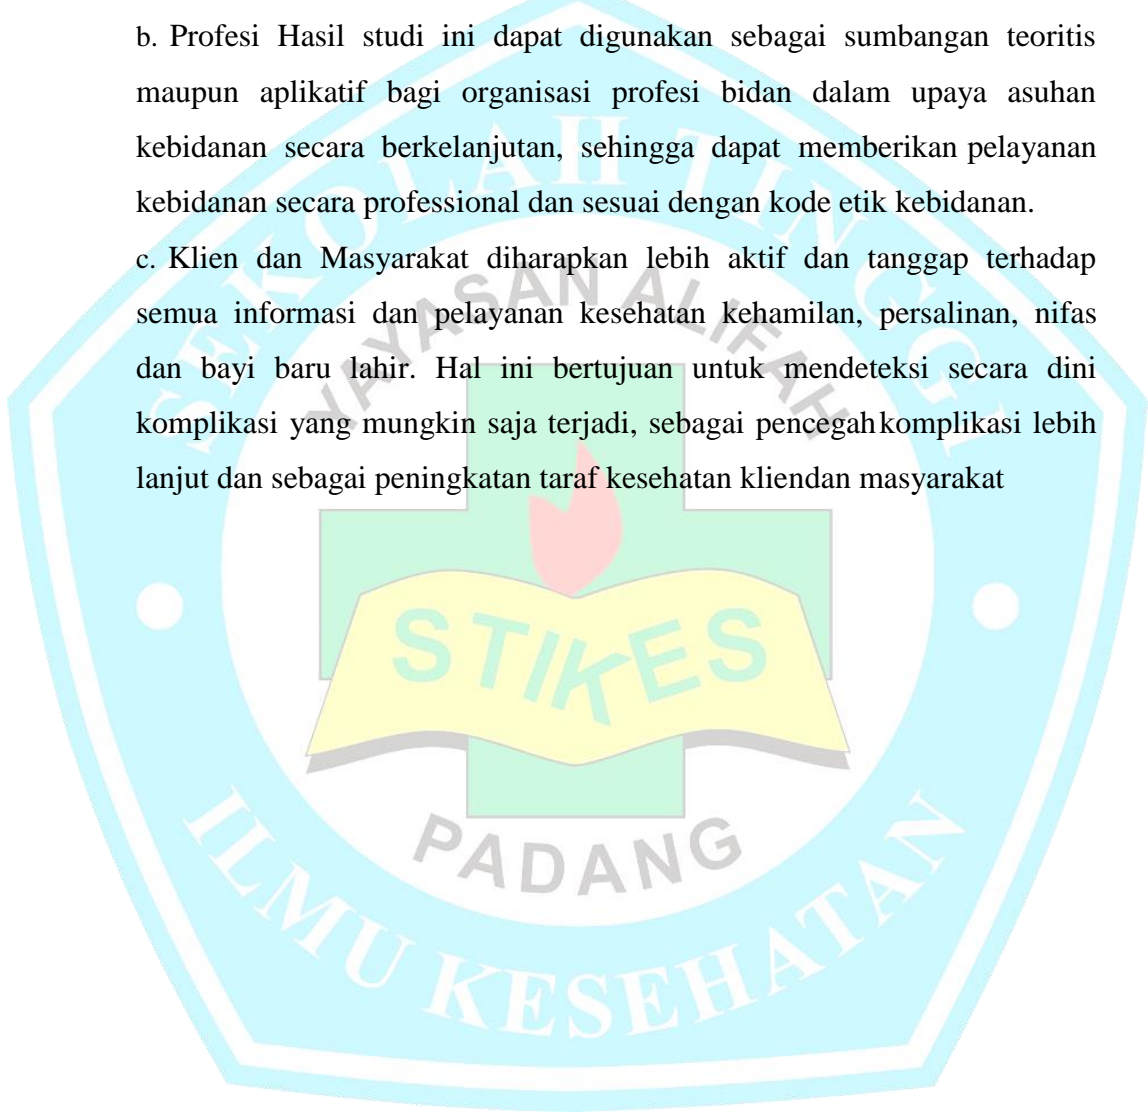 b. Profesi Hasil studi ini dapat digunakan sebagai sumbangan teoritis
maupun aplikatif bagi organisasi profesi bidan dalam upaya asuhan
kebidanan secara berkelanjutan, sehingga dapat memberikan pelayanan
kebidanan secara professional dan sesuai dengan kode etik kebidanan.
c. Klien dan Masyarakat diharapkan lebih aktif dan tanggap terhadap
semua informasi dan pelayanan kesehatan kehamilan, persalinan, nifas
dan bayi baru lahir. Hal ini bertujuan untuk mendeteksi secara dini
komplikasi yang mungkin saja terjadi, sebagai pencegah komplikasi lebih
lanjut dan sebagai peningkatan taraf kesehatan kliendan masyarakat
SEKOLAH TINGGI
YAYASAN ALIFAH
STIKES
PADANG
ILMU KESEHATAN